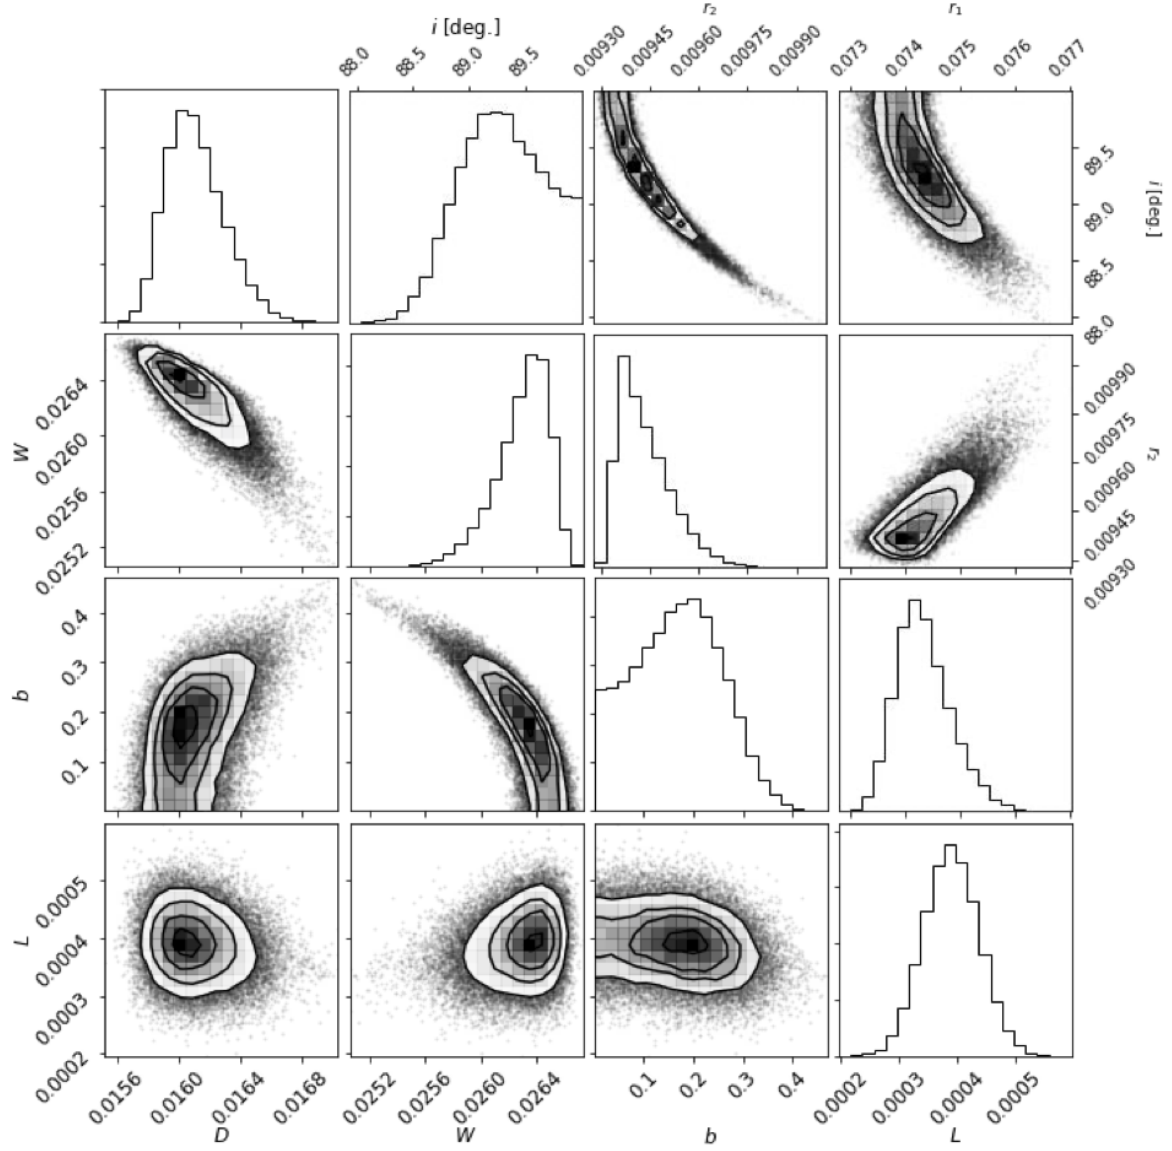 i [deg.]
r₂
r₁
88.0 88.5 89.0 89.5
0.00930 0.00945 0.00960 0.00975 0.00990
0.073 0.074 0.075 0.076 0.077
89.5
89.0
88.5
88.0
i [deg.]
W
0.0264
0.0260
0.0256
0.0252
0.00990
0.00975
0.00960
0.00945
0.00930
r₂
b
0.4
0.3
0.2
0.1
L
0.0005
0.0004
0.0003
0.0002
0.0156 0.0160 0.0164 0.0168
0.0252 0.0256 0.0260 0.0264
0.1 0.2 0.3 0.4
0.0002 0.0003 0.0004 0.0005
D
W
b
L